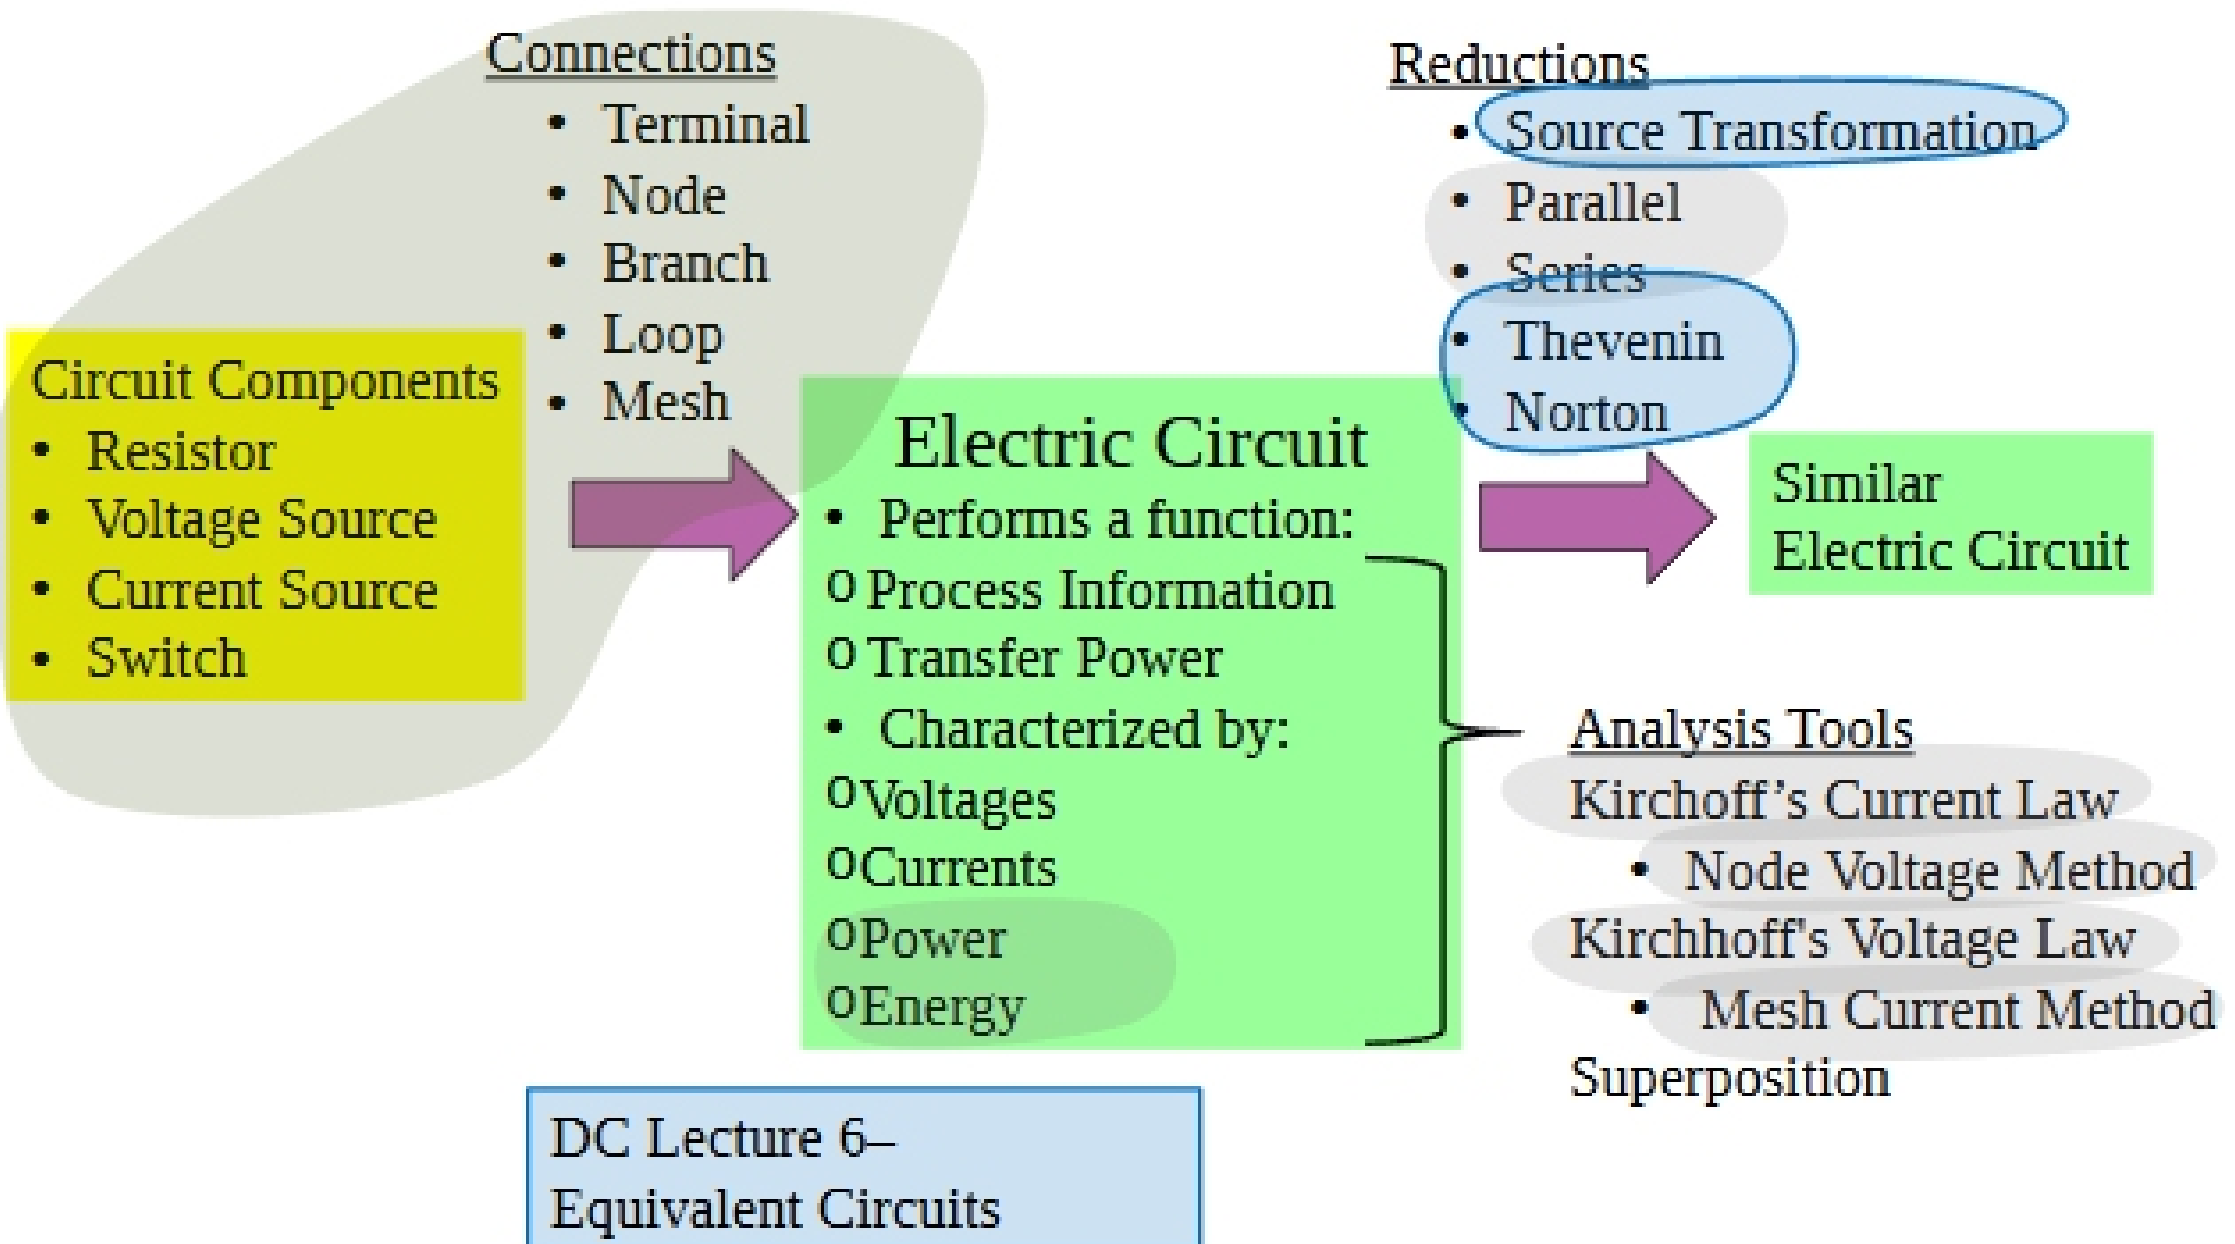 Connections
• Terminal
• Node
• Branch
• Loop
• Mesh
Circuit Components
• Resistor
• Voltage Source
• Current Source
• Switch
Electric Circuit
• Performs a function:
o Process Information
o Transfer Power
• Characterized by:
o Voltages
o Currents
o Power
o Energy
Reductions
• Source Transformation
• Parallel
• Series
• Thevenin
• Norton
Similar
Electric Circuit
Analysis Tools
Kirchoff’s Current Law
• Node Voltage Method
Kirchhoff's Voltage Law
• Mesh Current Method
Superposition
DC Lecture 6–
Equivalent Circuits